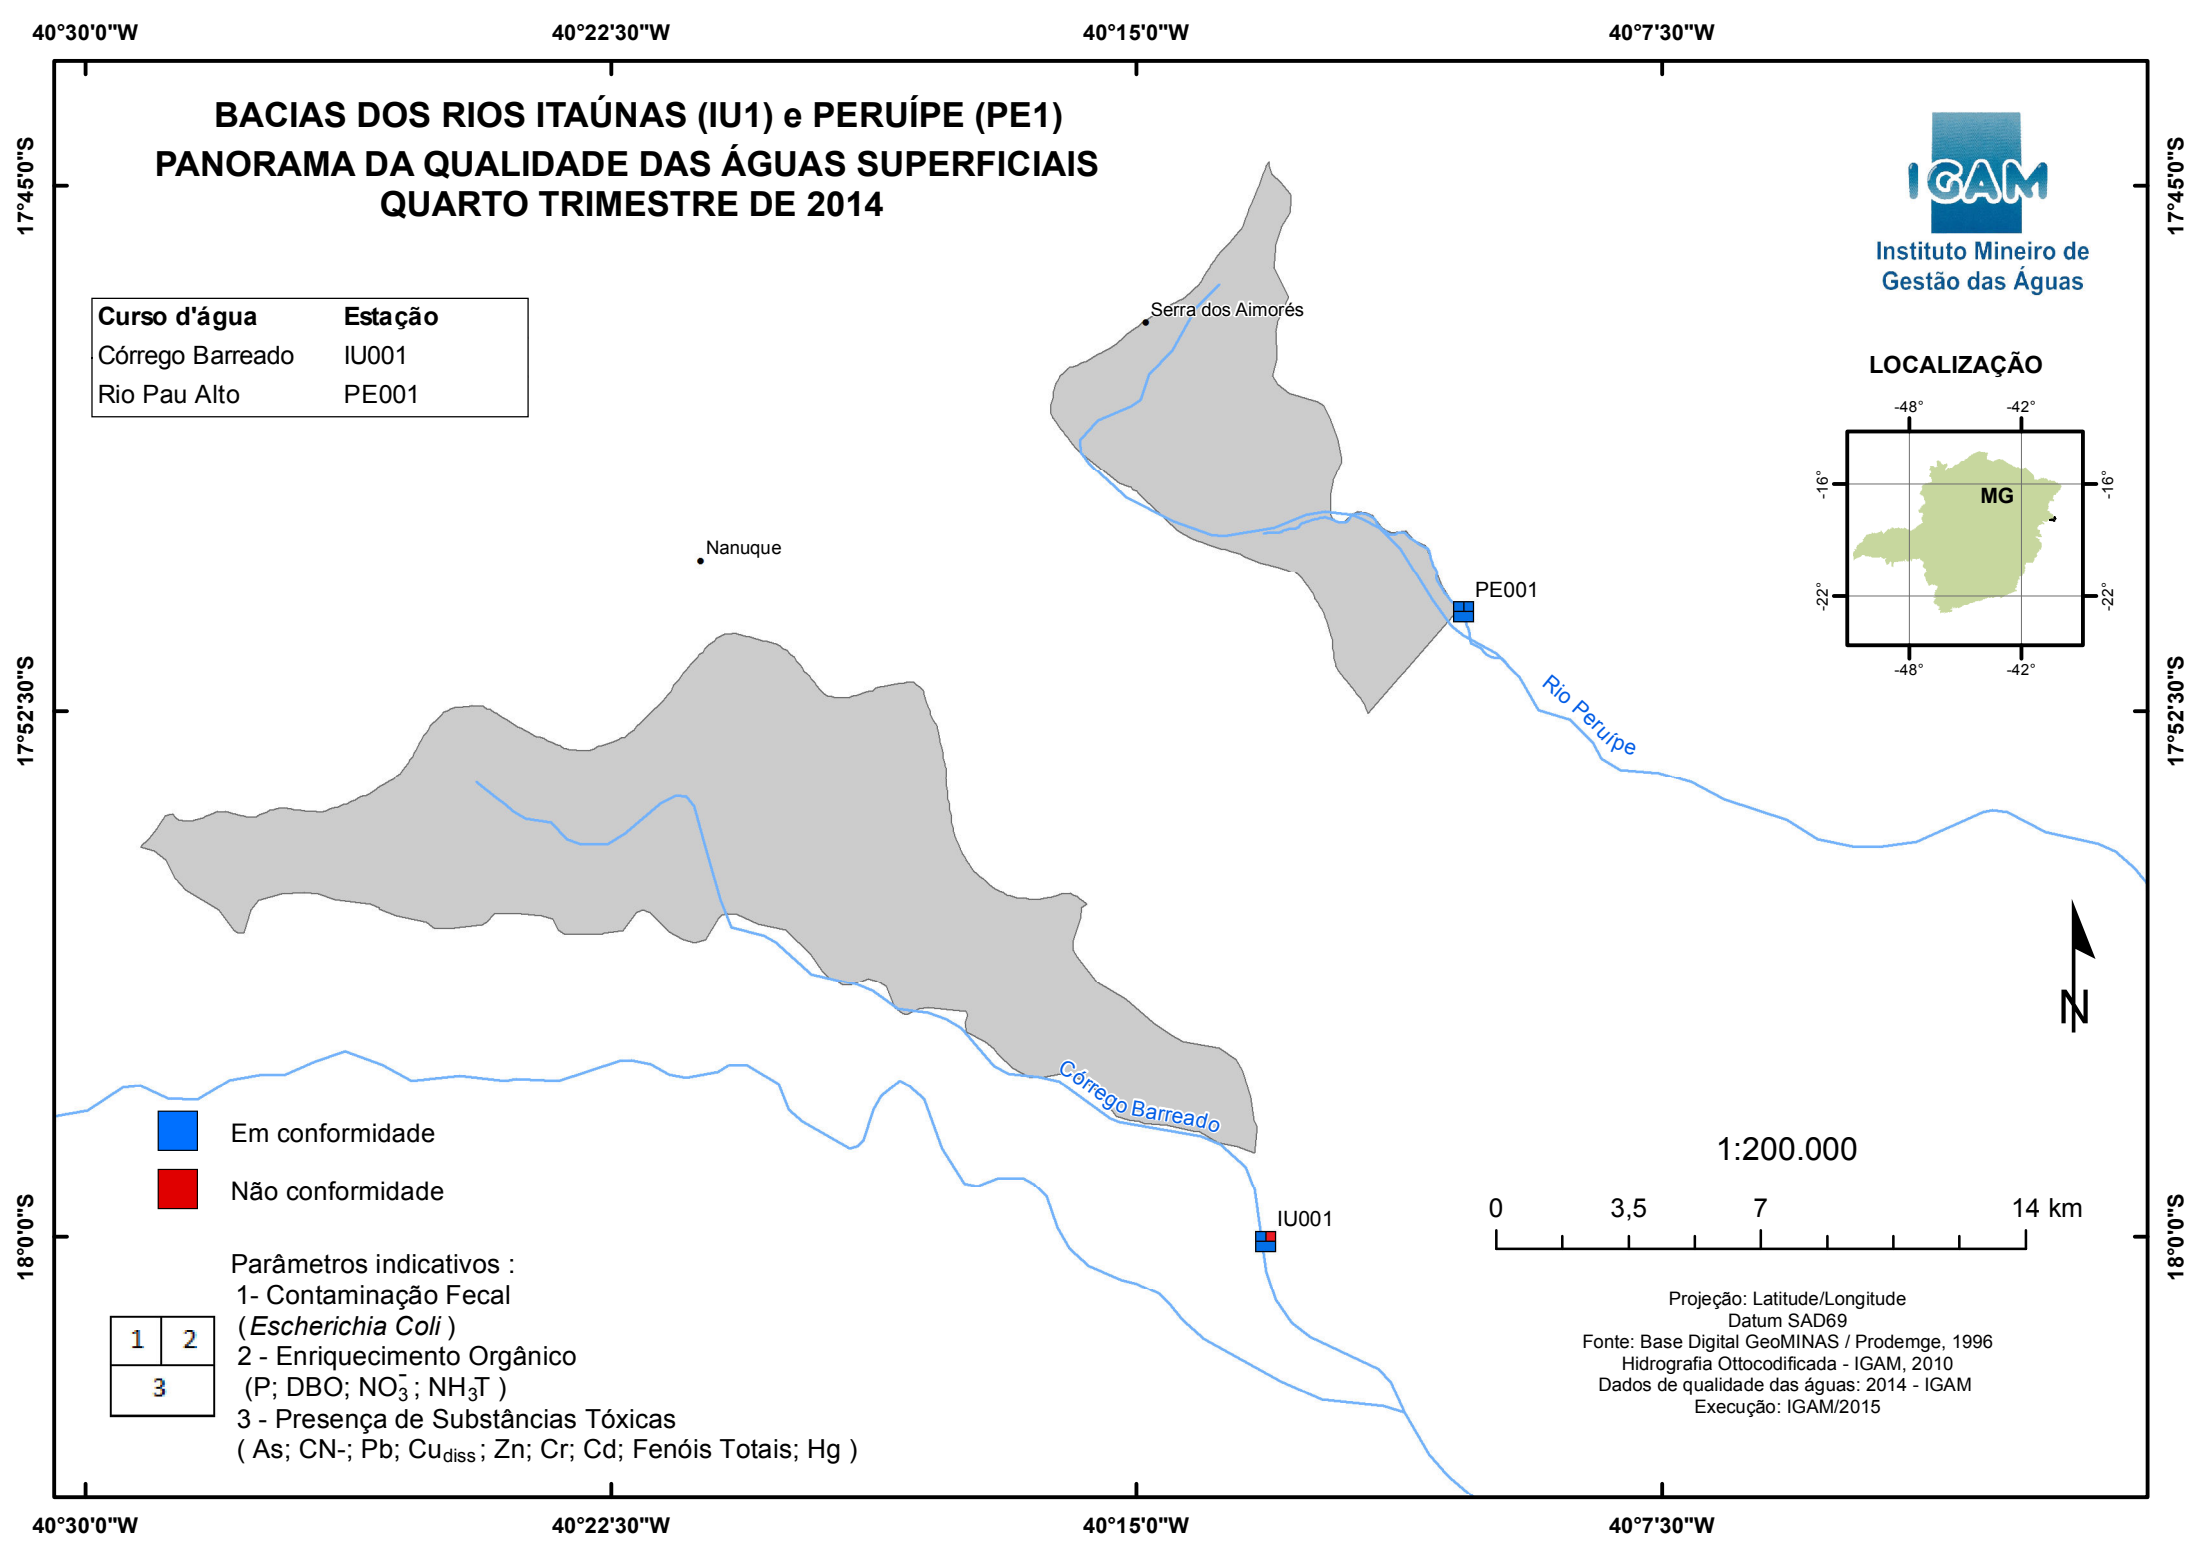 40°30'0"W 40°22'30"W 40°15'0"W 40°7'30"W
BACIAS DOS RIOS ITAÚNAS (IU1) e PERUÍPE (PE1)
PANORAMA DA QUALIDADE DAS ÁGUAS SUPERFICIAIS
QUARTO TRIMESTRE DE 2014
17°45'0"S
17°45'0"S
IGAM
Instituto Mineiro de
Gestão das Águas
Curso d'água Estação
Córrego Barreado IU001
Rio Pau Alto PE001
Serra dos Aimorés
LOCALIZAÇÃO
-48° -42°
-16° -16°
MG
-22° -22°
-48° -42°
Nanuque
PE001
Rio Peruípe
17°52'30"S
17°52'30"S
N
Córrego Barreado
IU001
Em conformidade
Não conformidade
18°0'0"S
18°0'0"S
Parâmetros indicativos :
1- Contaminação Fecal
(Escherichia Coli )
2 - Enriquecimento Orgânico
(P; DBO; NO₃⁻; NH₃T )
3 - Presença de Substâncias Tóxicas
( As; CN-; Pb; Cudiss; Zn; Cr; Cd; Fenóis Totais; Hg )
1 2
3
1:200.000
0 3,5 7 14 km
Projeção: Latitude/Longitude
Datum SAD69
Fonte: Base Digital GeoMINAS / Prodemge, 1996
Hidrografia Ottocodificada - IGAM, 2010
Dados de qualidade das águas: 2014 - IGAM
Execução: IGAM/2015
40°30'0"W 40°22'30"W 40°15'0"W 40°7'30"W